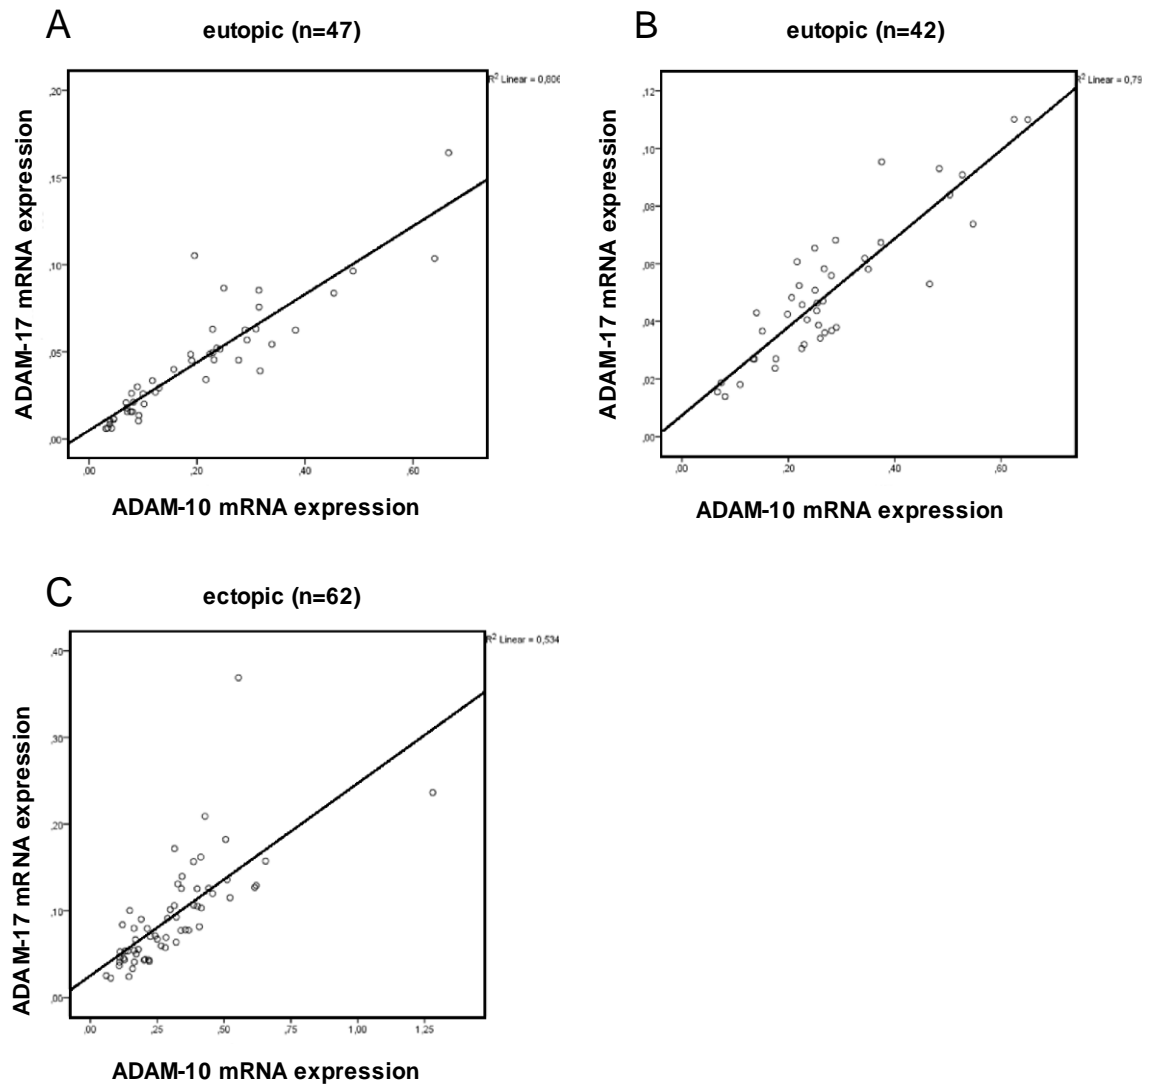 A
eutopic (n=47)
R² Linear = 0,806
ADAM-17 mRNA expression
,20
,15
,10
,05
,00
,00 ,20 ,40 ,60
ADAM-10 mRNA expression
B
eutopic (n=42)
R² Linear = 0,79
ADAM-17 mRNA expression
,12
,10
,08
,06
,04
,02
,00
,00 ,20 ,40 ,60
ADAM-10 mRNA expression
C
ectopic (n=62)
R² Linear = 0,534
ADAM-17 mRNA expression
,40
,30
,20
,10
,00
,00 ,25 ,50 ,75 1,00 1,25
ADAM-10 mRNA expression